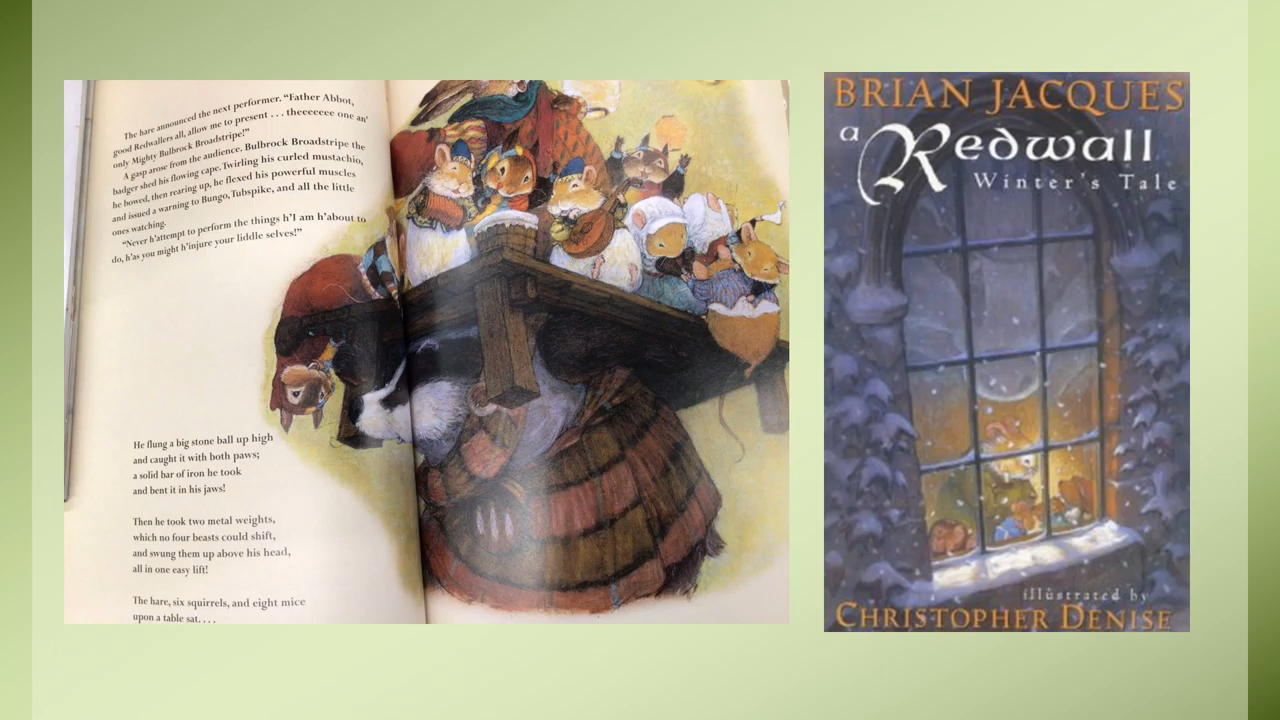 The hare announced the next performer. “Father Abbot,
good Redwallers all, allow me to present . . . theeeeeee one an'
only Mighty Bulbrock Broadstripe!”
A gasp arose from the audience. Bulbrock Broadstripe the
badger shed his flowing cape. Twirling his curled mustachio,
he bowed, then rearing up, he flexed his powerful muscles
and issued a warning to Bungo, Tubspike, and all the little
ones watching.
“Never h'attempt to perform the things h'I am h'about to
do, h'as you might h'injure your liddle selves!”
He flung a big stone ball up high
and caught it with both paws;
a solid bar of iron he took
and bent it in his jaws!
Then he took two metal weights,
which no four beasts could shift,
and swung them up above his head,
all in one easy lift!
The hare, six squirrels, and eight mice
upon a table sat. . . .
BRIAN JACQUES
a Redwall
Winter's Tale
illustrated by
CHRISTOPHER DENISE